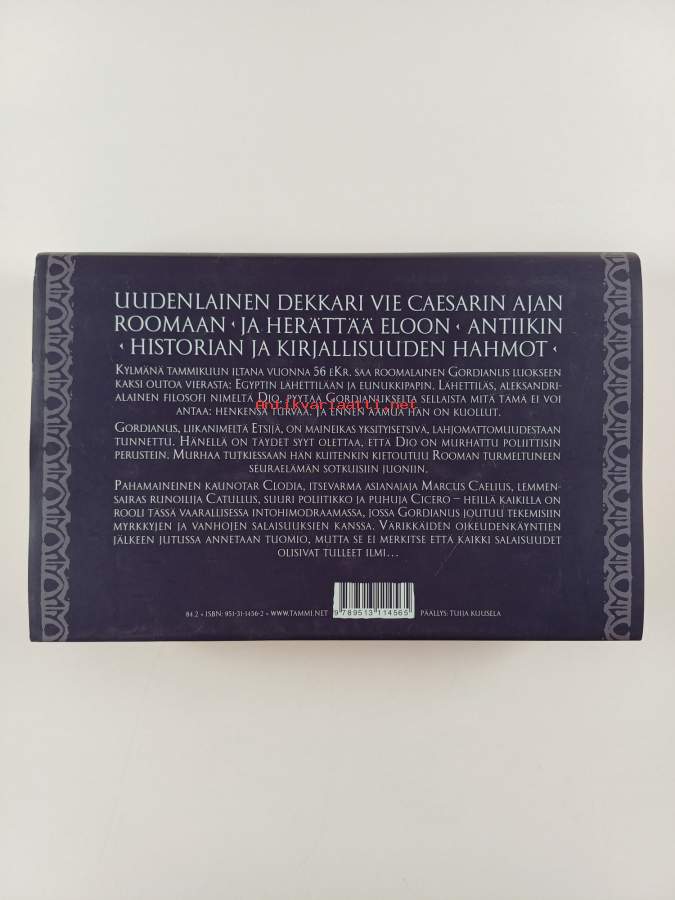 UUDENLAINEN DEKKARI VIE CAESARIN AJAN
ROOMAAN ‹ JA HERÄTTÄÄ ELOON ‹ ANTIIKIN
‹ HISTORIAN JA KIRJALLISUUDEN HAHMOT ‹
KYLMÄNÄ TAMMIKUUN ILTANA VUONNA 56 EKR. SAA ROOMALAINEN GORDIANUS LUOKSEEN
KAKSI OUTOA VIERASTA: EGYPTIN LÄHETTILÄÄN JA EUNUKKIPAPIN. LÄHETTILÄS, ALEKSANDRI-
ALAINEN FILOSOFI NIMELTÄ DIO, PYYTÄÄ GORDIANUKSELTA SELLAISTA MITÄ TÄMÄ EI VOI
ANTAA: HENKENSÄ TURVAA. JA ENNEN AAMUA HÄN ON KUOLLUT.
GORDIANUS, LIIKANIMELTÄ ETSIJÄ, ON MAINEIKAS YKSITYISETSIVÄ, LAHJOMATTOMUUDESTAAN
TUNNETTU. HÄNELLÄ ON TÄYDET SYYT OLETTAA, ETTÄ DIO ON MURHATTU POLIITTISIN
PERUSTEIN. MURHAA TUTKIESSAAN HÄN KUITENKIN KIETOUTUU ROOMAN TURMELTUNEEN
SEURAELÄMÄN SOTKUISIIN JUONIIN.
PAHAMAINEINEN KAUNOTAR CLODIA, ITSEVARMA ASIANAJAJA MARCUS CAELIUS, LEMMEN-
SAIRAS RUNOILIJA CATULLUS, SUURI POLIITIKKO JA PUHUJA CICERO – HEILLÄ KAIKILLA ON
ROOLI TÄSSÄ VAARALLISESSA INTOHIMODRAAMASSA, JOSSA GORDIANUS JOUTUU TEKEMISIIN
MYRKKYJEN JA VANHOJEN SALAISUUKSIEN KANSSA. VÄRIKKÄIDEN OIKEUDENKÄYNTIEN
JÄLKEEN JUTUSSA ANNETAAN TUOMIO, MUTTA SE EI MERKITSE ETTÄ KAIKKI SALAISUUDET
OLISIVAT TULLEET ILMI...
Antikvariaatti.net
84.2 • ISBN: 951-31-1456-2 • WWW.TAMMI.NET
9 789513 114565
PÄÄLLYS: TUIJA KUUSELA